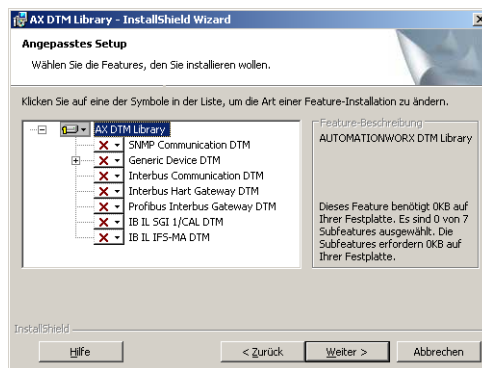 AX DTM Library - InstallShield Wizard
Angepasstes Setup
Wählen Sie die Features, den Sie installieren wollen.
Klicken Sie auf eine der Symbole in der Liste, um die Art einer Feature-Installation zu ändern.
AX DTM Library
SNMP Communication DTM
Generic Device DTM
Interbus Communication DTM
Interbus Hart Gateway DTM
Profibus Interbus Gateway DTM
IB IL SGI 1/CAL DTM
IB IL IFS-MA DTM
Feature-Beschreibung
AUTOMATIONWORX DTM Library
Dieses Feature benötigt 0KB auf
Ihrer Festplatte. Es sind 0 von 7
Subfeatures ausgewählt. Die
Subfeatures erfordern 0KB auf
Ihrer Festplatte.
InstallShield
Hilfe
< Zurück
Weiter >
Abbrechen